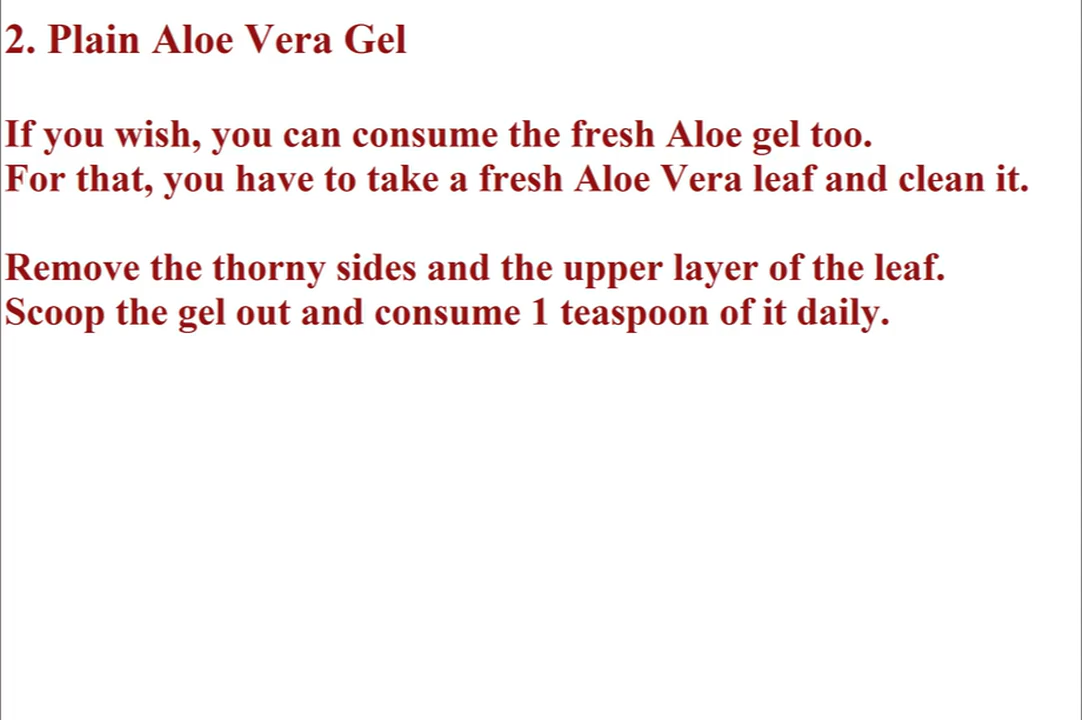 2. Plain Aloe Vera Gel
If you wish, you can consume the fresh Aloe gel too.
For that, you have to take a fresh Aloe Vera leaf and clean it.
Remove the thorny sides and the upper layer of the leaf.
Scoop the gel out and consume 1 teaspoon of it daily.